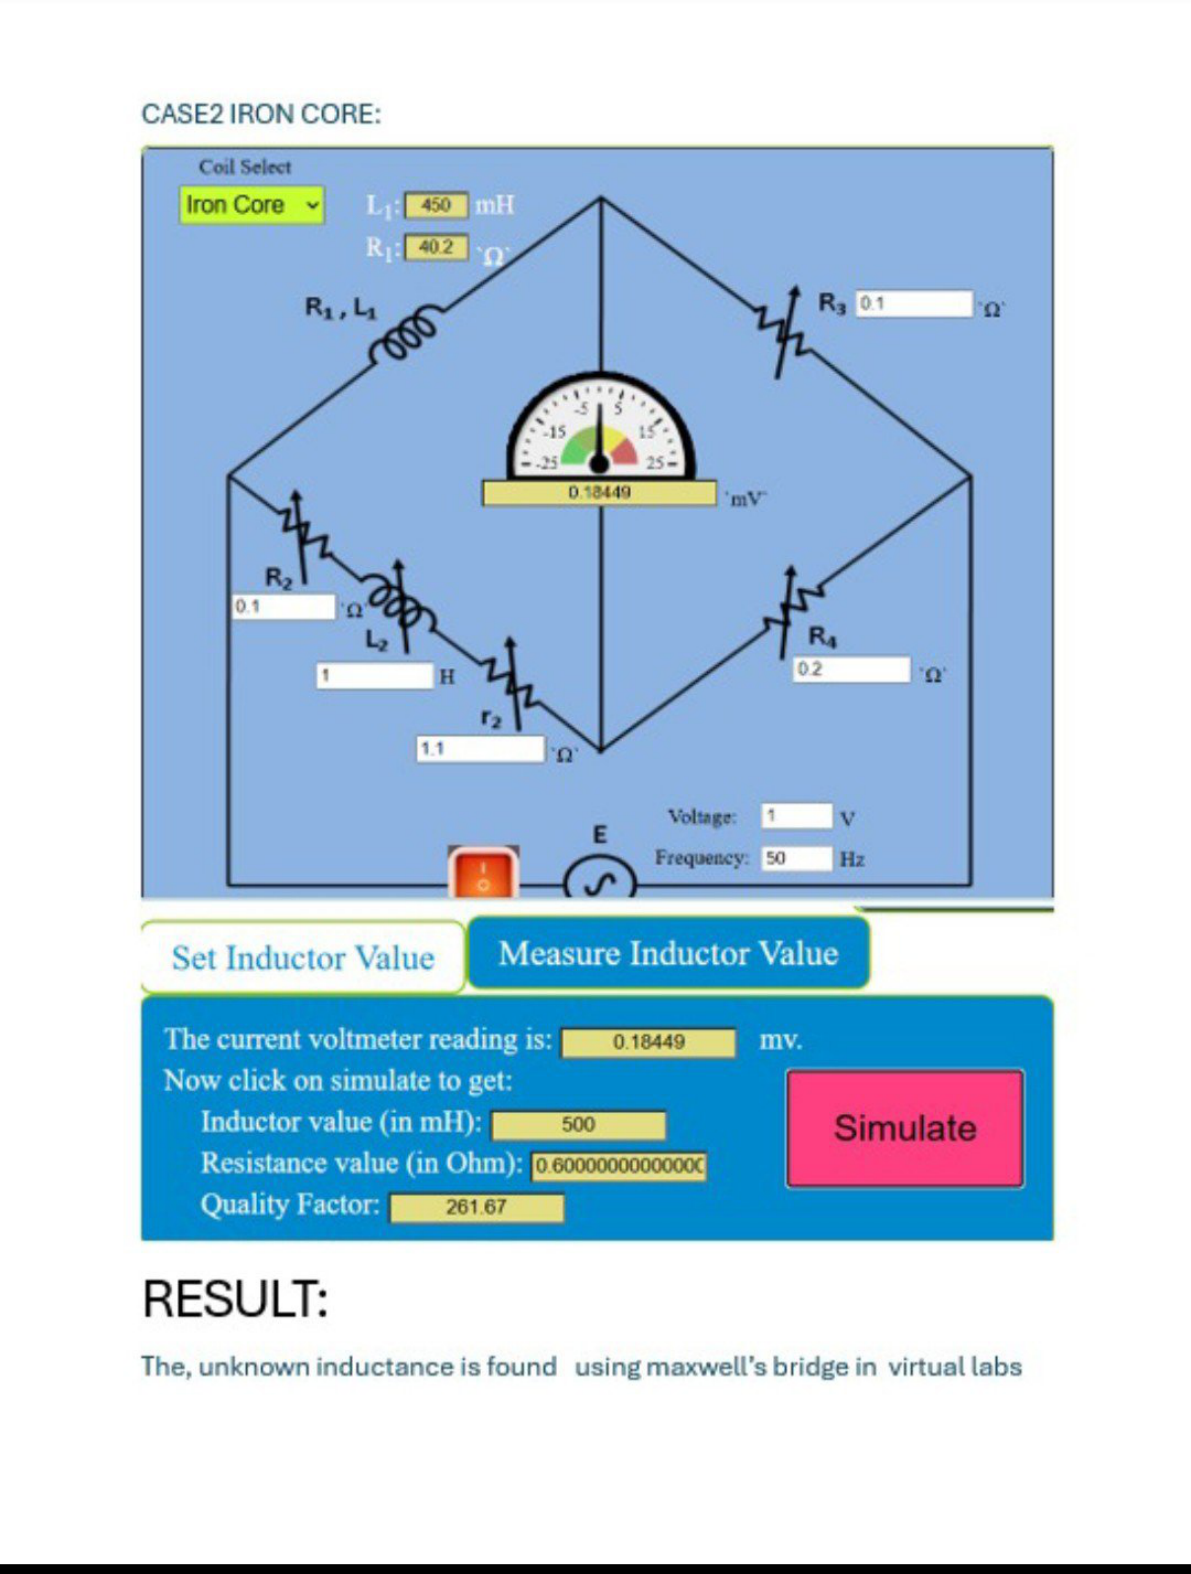 CASE2 IRON CORE:
Coil Select
Iron Core
L1: 450 mH
R1: 40.2 `Ω`
R1 , L1
R3 0.1 `Ω`
-25 -15 -5 5 15 25
0.18449 `mV`
R2
0.1 `Ω`
L2
1 H
r2
1.1 `Ω`
R4
0.2 `Ω`
Voltage: 1 V
E
Frequency: 50 Hz
Set Inductor Value
Measure Inductor Value
The current voltmeter reading is: 0.18449 mv.
Now click on simulate to get:
Inductor value (in mH): 500
Resistance value (in Ohm): 0.6000000000000
Quality Factor: 261.67
Simulate
RESULT:
The, unknown inductance is found using maxwell's bridge in virtual labs